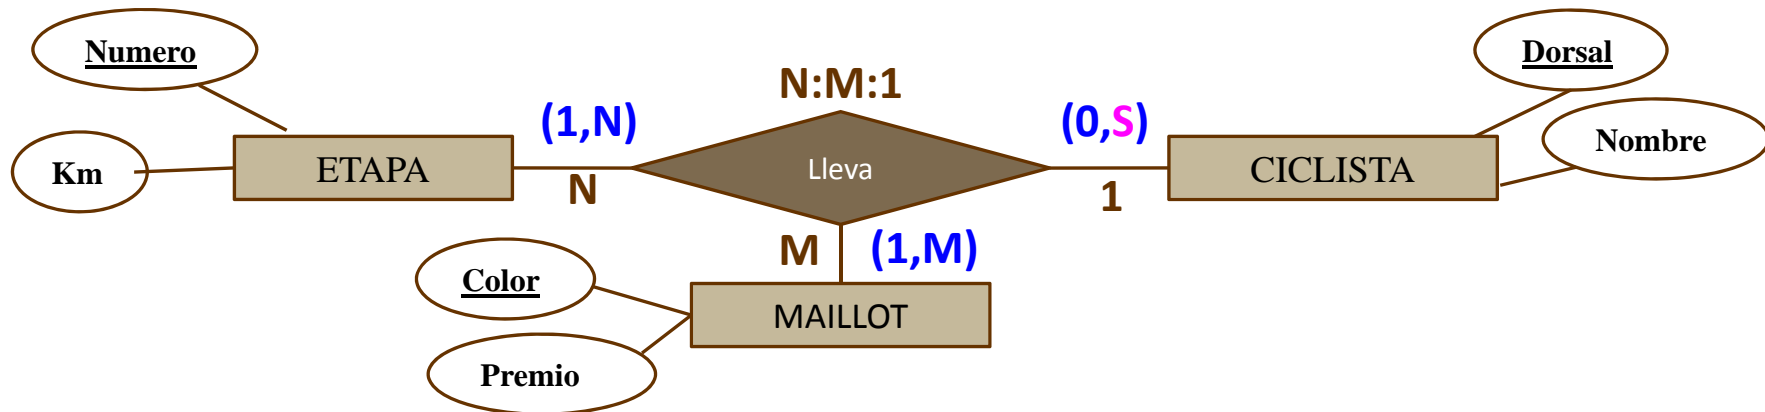 Numero
Dorsal
N:M:1
(1,N)
(0,S)
Nombre
Km
ETAPA
Lleva
CICLISTA
N
1
M
(1,M)
Color
MAILLOT
Premio